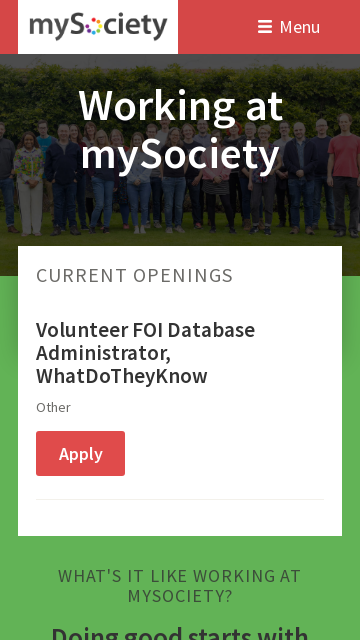 mySociety
Menu
Working at
mySociety
CURRENT OPENINGS
Volunteer FOI Database
Administrator,
WhatDoTheyKnow
Other
Apply
WHAT'S IT LIKE WORKING AT
MYSOCIETY?
Doing good starts with